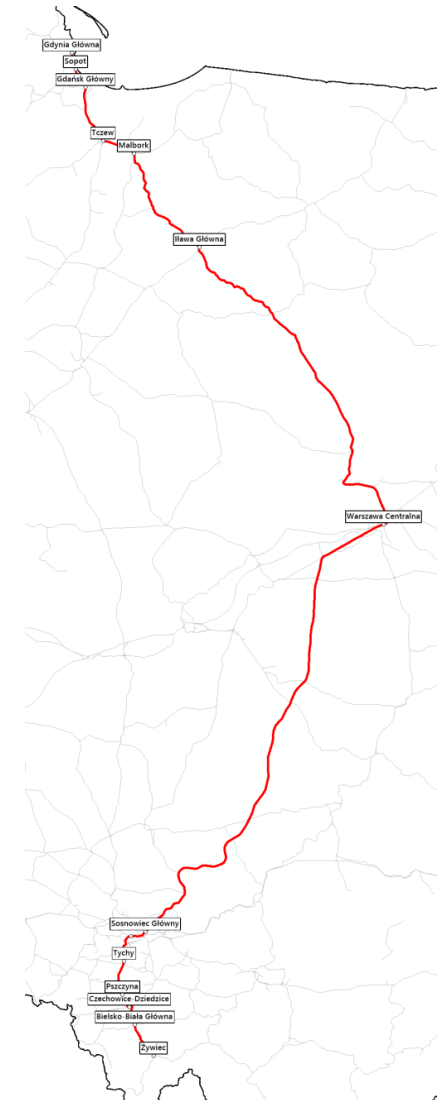 Gdynia Główna
Sopot
Gdańsk Główny
Tczew
Malbork
Iława Główna
Warszawa Centralna
Sosnowiec Główny
Tychy
Pszczyna
Czechowice-Dziedzice
Bielsko-Biała Główna
Żywiec